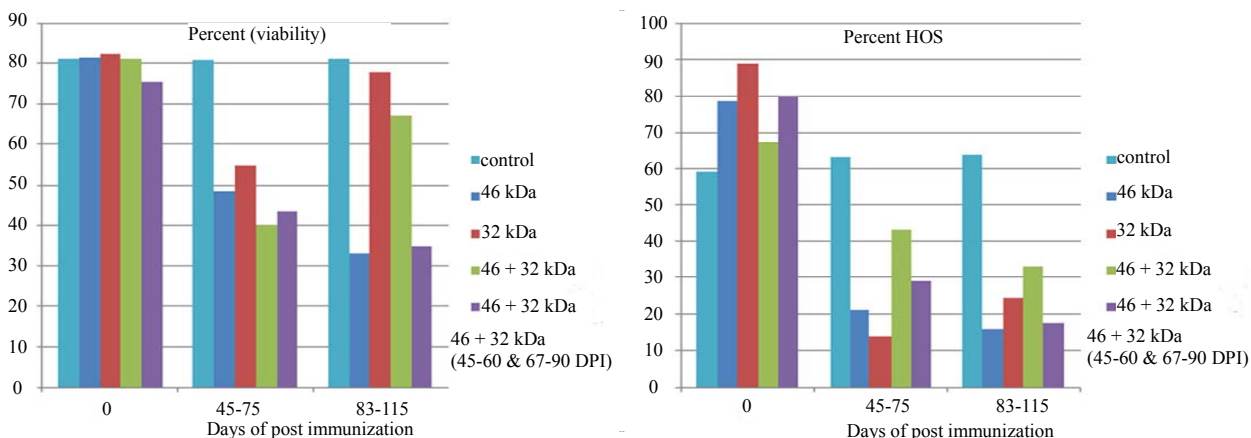 Percent (viability)
90
80
70
60
50
40
30
20
10
0
0
45-75
83-115
Days of post immunization
control
46 kDa
32 kDa
46 + 32 kDa
46 + 32 kDa
46 + 32 kDa
(45-60 & 67-90 DPI)
Percent HOS
100
90
80
70
60
50
40
30
20
10
0
0
45-75
83-115
Days of post immunization
control
46 kDa
32 kDa
46 + 32 kDa
46 + 32 kDa
46 + 32 kDa
(45-60 & 67-90 DPI)